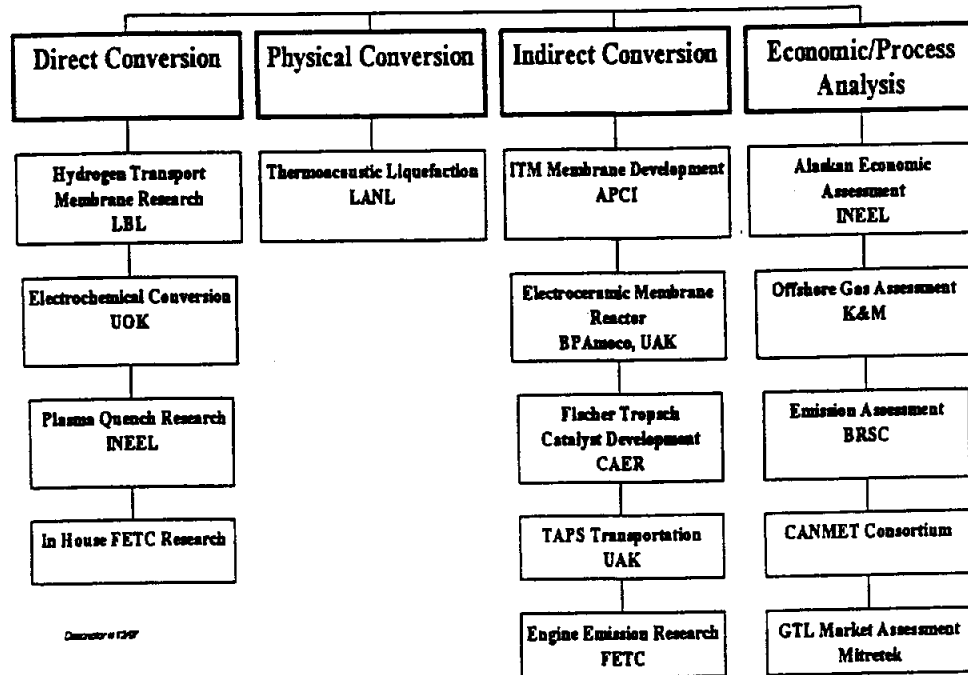 Direct Conversion
Hydrogen Transport
Membrane Research
LBL
Electrochemical Conversion
UOK
Plasma Quench Research
INEEL
In House FETC Research
Physical Conversion
Thermoacoustic Liquefaction
LANL
Indirect Conversion
ITM Membrane Development
APCI
Electroceramic Membrane
Reactor
BPAmoco, UAK
Fischer Tropsch
Catalyst Development
CAER
TAPS Transportation
UAK
Engine Emission Research
FETC
Economic/Process
Analysis
Alaskan Economic
Assessment
INEEL
Offshore Gas Assessment
K&M
Emission Assessment
BRSC
CANMET Consortium
GTL Market Assessment
Mitretek